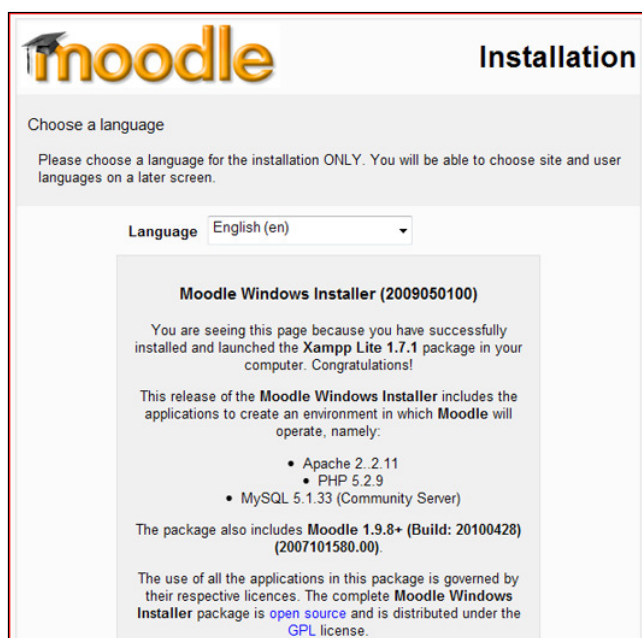 moodle
Installation
Choose a language
Please choose a language for the installation ONLY. You will be able to choose site and user
languages on a later screen.
Language English (en)
Moodle Windows Installer (2009050100)
You are seeing this page because you have successfully
installed and launched the Xampp Lite 1.7.1 package in your
computer. Congratulations!
This release of the Moodle Windows Installer includes the
applications to create an environment in which Moodle will
operate, namely:
• Apache 2..2.11
• PHP 5.2.9
• MySQL 5.1.33 (Community Server)
The package also includes Moodle 1.9.8+ (Build: 20100428)
(2007101580.00).
The use of all the applications in this package is governed by
their respective licences. The complete Moodle Windows
Installer package is open source and is distributed under the
GPL license.